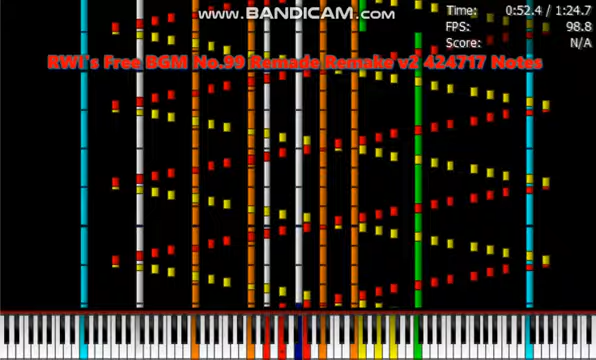 www.BANDICAM.com
Time: 0:52.4 / 1:24.7
FPS: 98.8
Score: N/A
RWI's Free BGM No.99 Remade Remake v2 424717 Notes